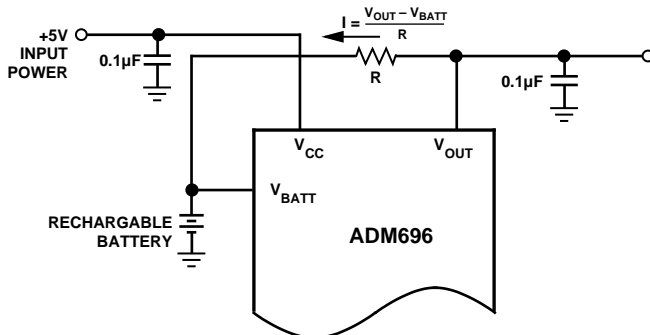 +5V
INPUT
POWER
0.1µF
I = V_OUT – V_BATT / R
R
0.1µF
V_CC
V_OUT
V_BATT
RECHARGABLE
BATTERY
ADM696